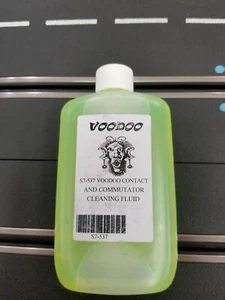 VOODOO
S7-537 VOODOO CONTACT
AND COMMUTATOR
CLEANING FLUID
S7-537